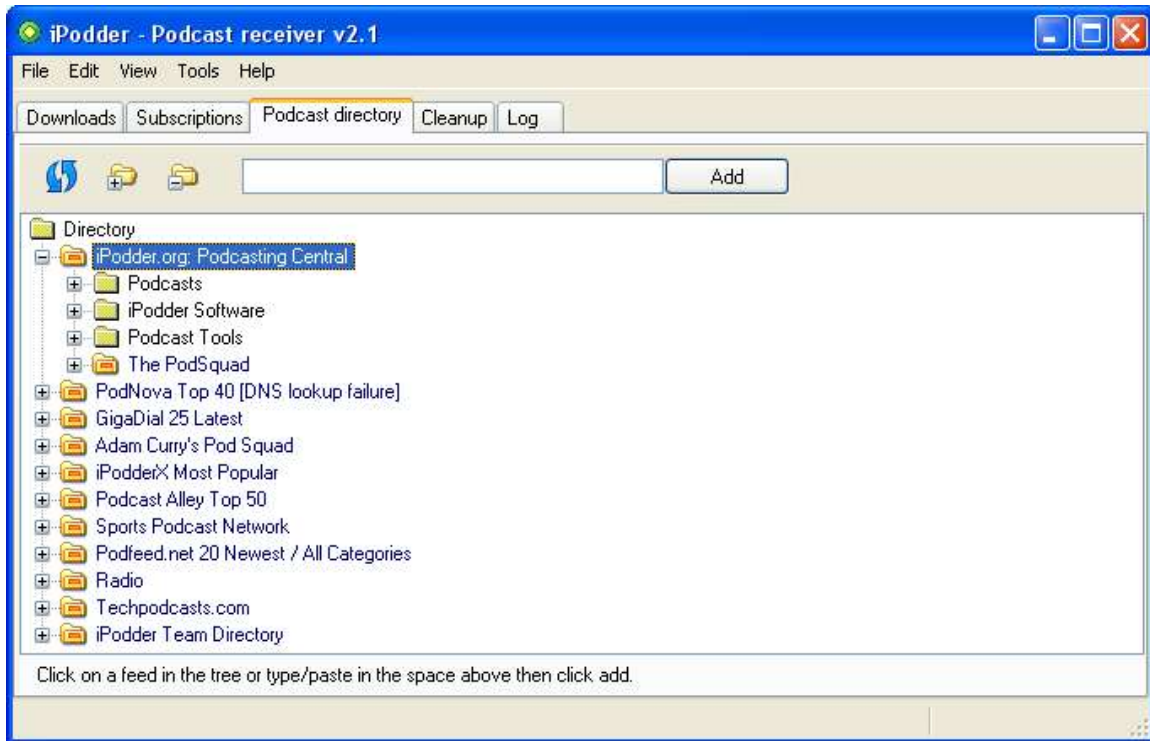 iPodder - Podcast receiver v2.1
File Edit View Tools Help
Downloads Subscriptions Podcast directory Cleanup Log
Add
Directory
iPodder.org: Podcasting Central
Podcasts
iPodder Software
Podcast Tools
The PodSquad
PodNova Top 40 [DNS lookup failure]
GigaDial 25 Latest
Adam Curry's Pod Squad
iPodderX Most Popular
Podcast Alley Top 50
Sports Podcast Network
Podfeed.net 20 Newest / All Categories
Radio
Techpodcasts.com
iPodder Team Directory
Click on a feed in the tree or type/paste in the space above then click add.